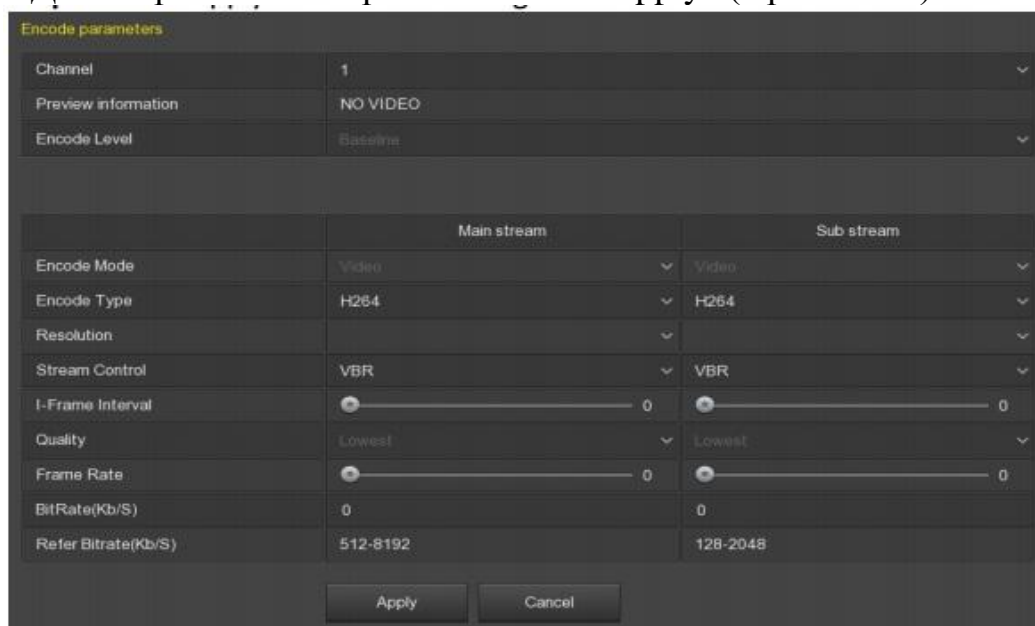 Encode parameters
Channel 1
Preview information NO VIDEO
Encode Level Baseline
Main stream Sub stream
Encode Mode Video Video
Encode Type H264 H264
Resolution
Stream Control VBR VBR
I-Frame Interval 0 0
Quality Lowest Lowest
Frame Rate 0 0
BitRate(Kb/S) 0 0
Refer Bitrate(Kb/S) 512-8192 128-2048
Apply Cancel